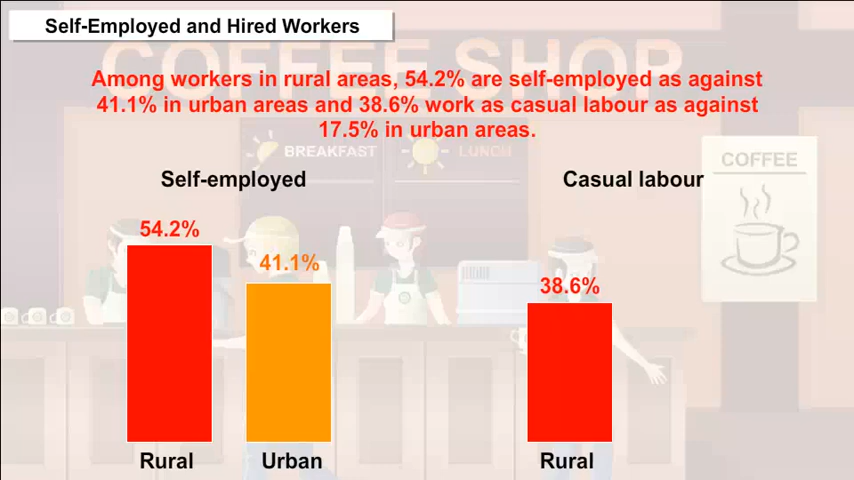 Self-Employed and Hired Workers
COFFEE SHOP
Among workers in rural areas, 54.2% are self-employed as against
41.1% in urban areas and 38.6% work as casual labour as against
17.5% in urban areas.
BREAKFAST
LUNCH
COFFEE
Self-employed
Casual labour
54.2%
41.1%
38.6%
Rural
Urban
Rural